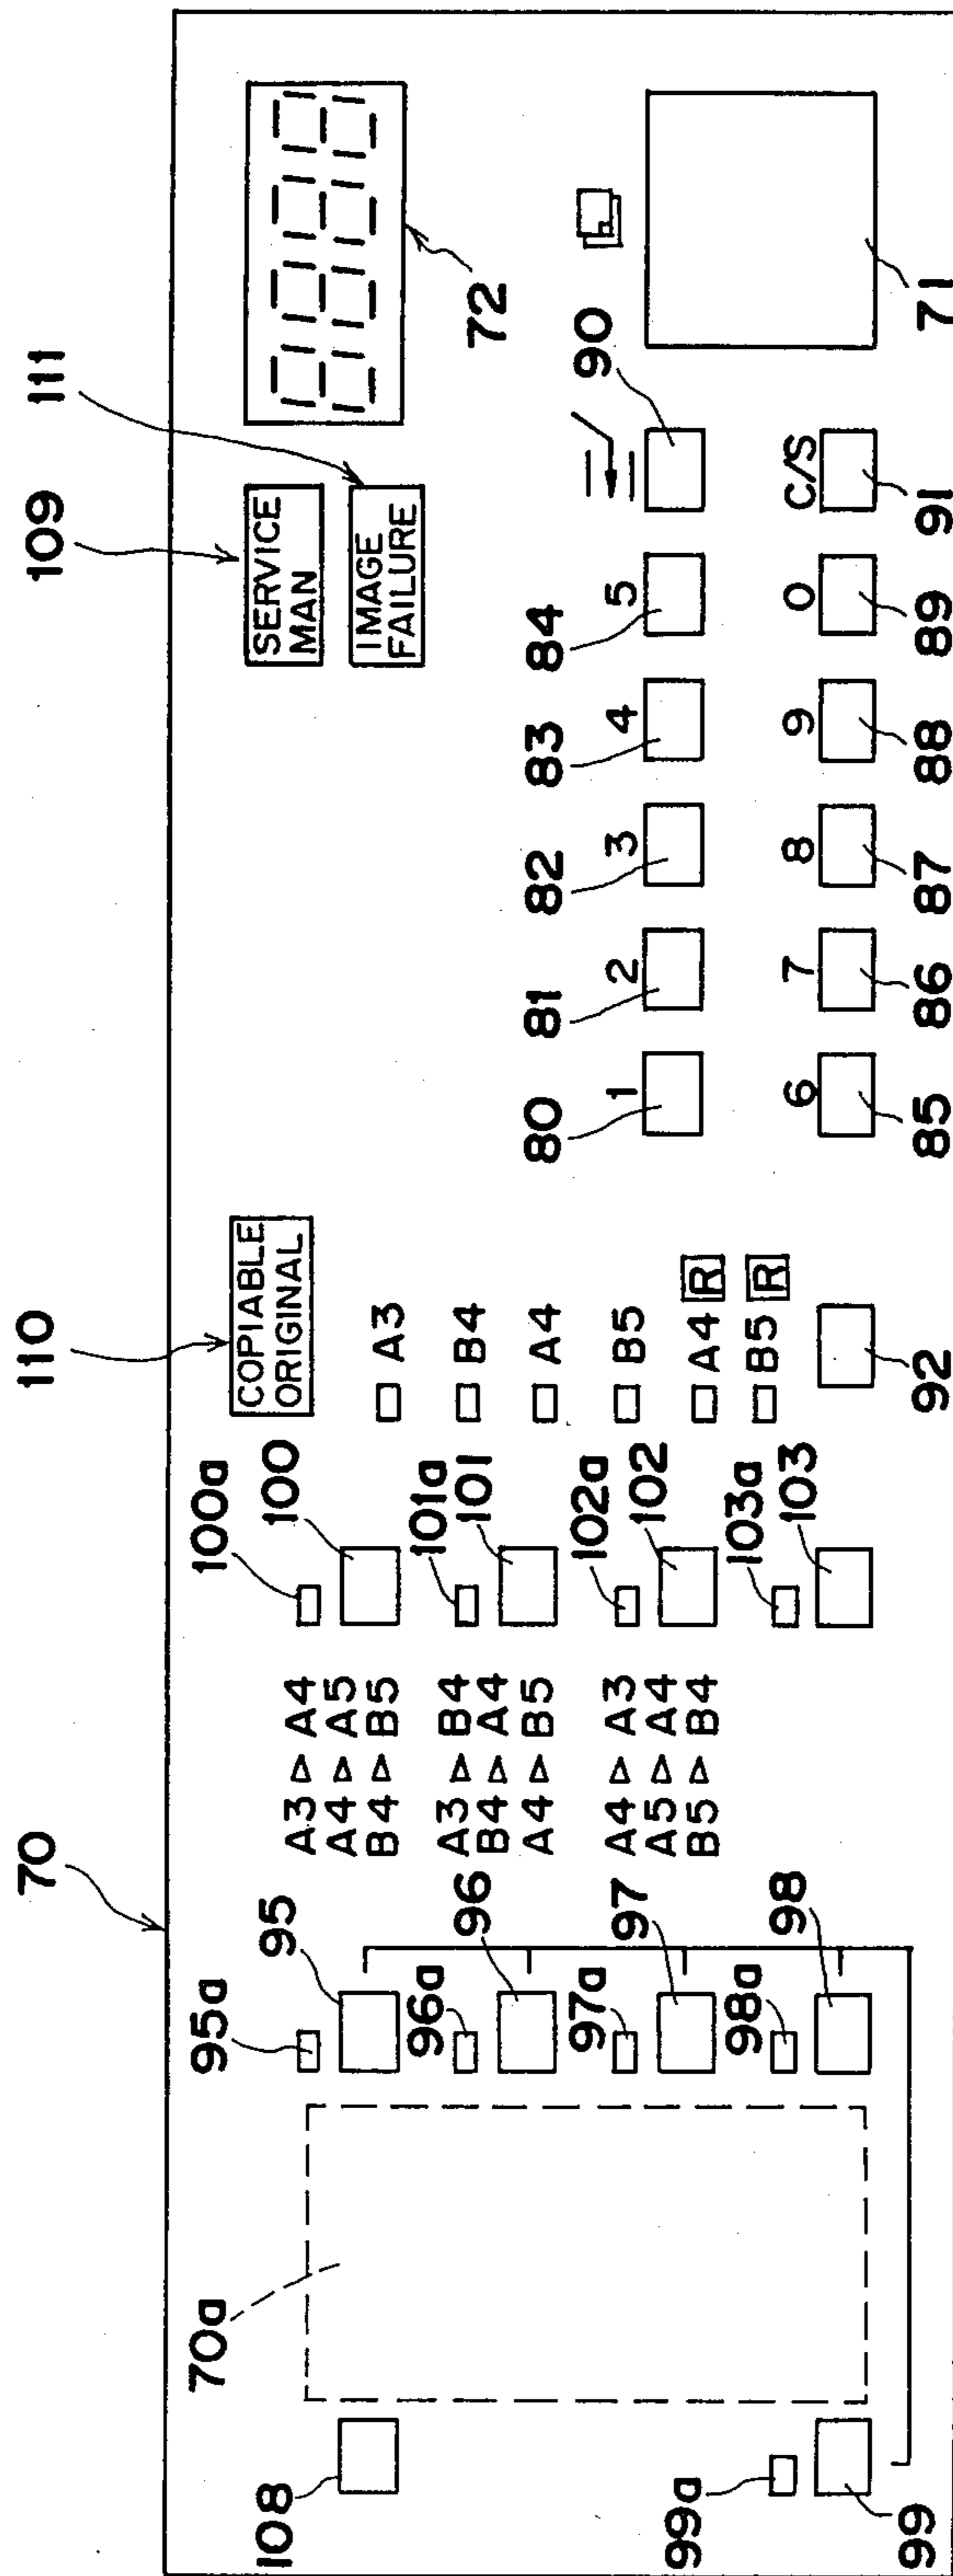 70
110
109
111
SERVICE
MAN
IMAGE
FAILURE
72
COPIABLE
ORIGINAL
A3
B4
A4
B5
A4 R
B5 R
92
100a
100
101a
101
102a
102
103a
103
A3 ▷ A4
A4 ▷ A5
B4 ▷ B5
A3 ▷ B4
B4 ▷ A4
A4 ▷ B5
A4 ▷ A3
A5 ▷ A4
B5 ▷ B4
95a
95
96a
96
97a
97
98a
98
70a
108
99a
99
80 81 82 83 84 90
1 2 3 4 5
6 7 8 9 0 C/S
85 86 87 88 89 91 71